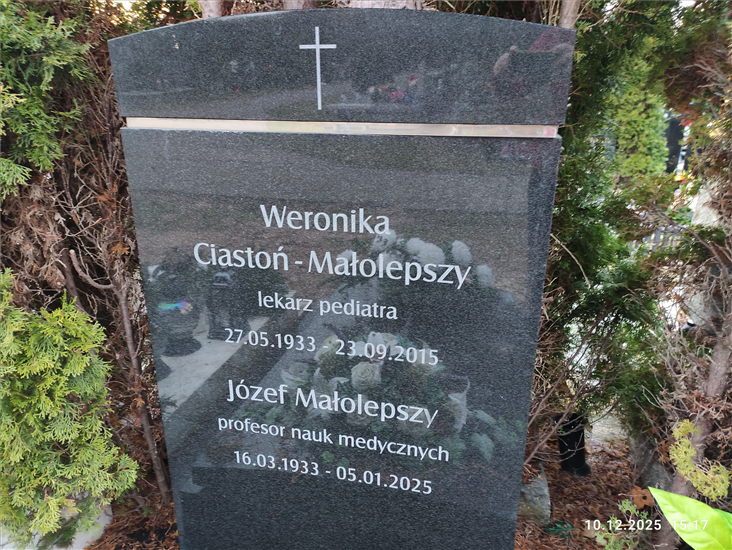 Weronika
Ciastoń - Małolepszy
lekarz pediatra
27.05.1933 - 23.09.2015
Józef Małolepszy
profesor nauk medycznych
16.03.1933 - 05.01.2025
10.12.2025 15:17